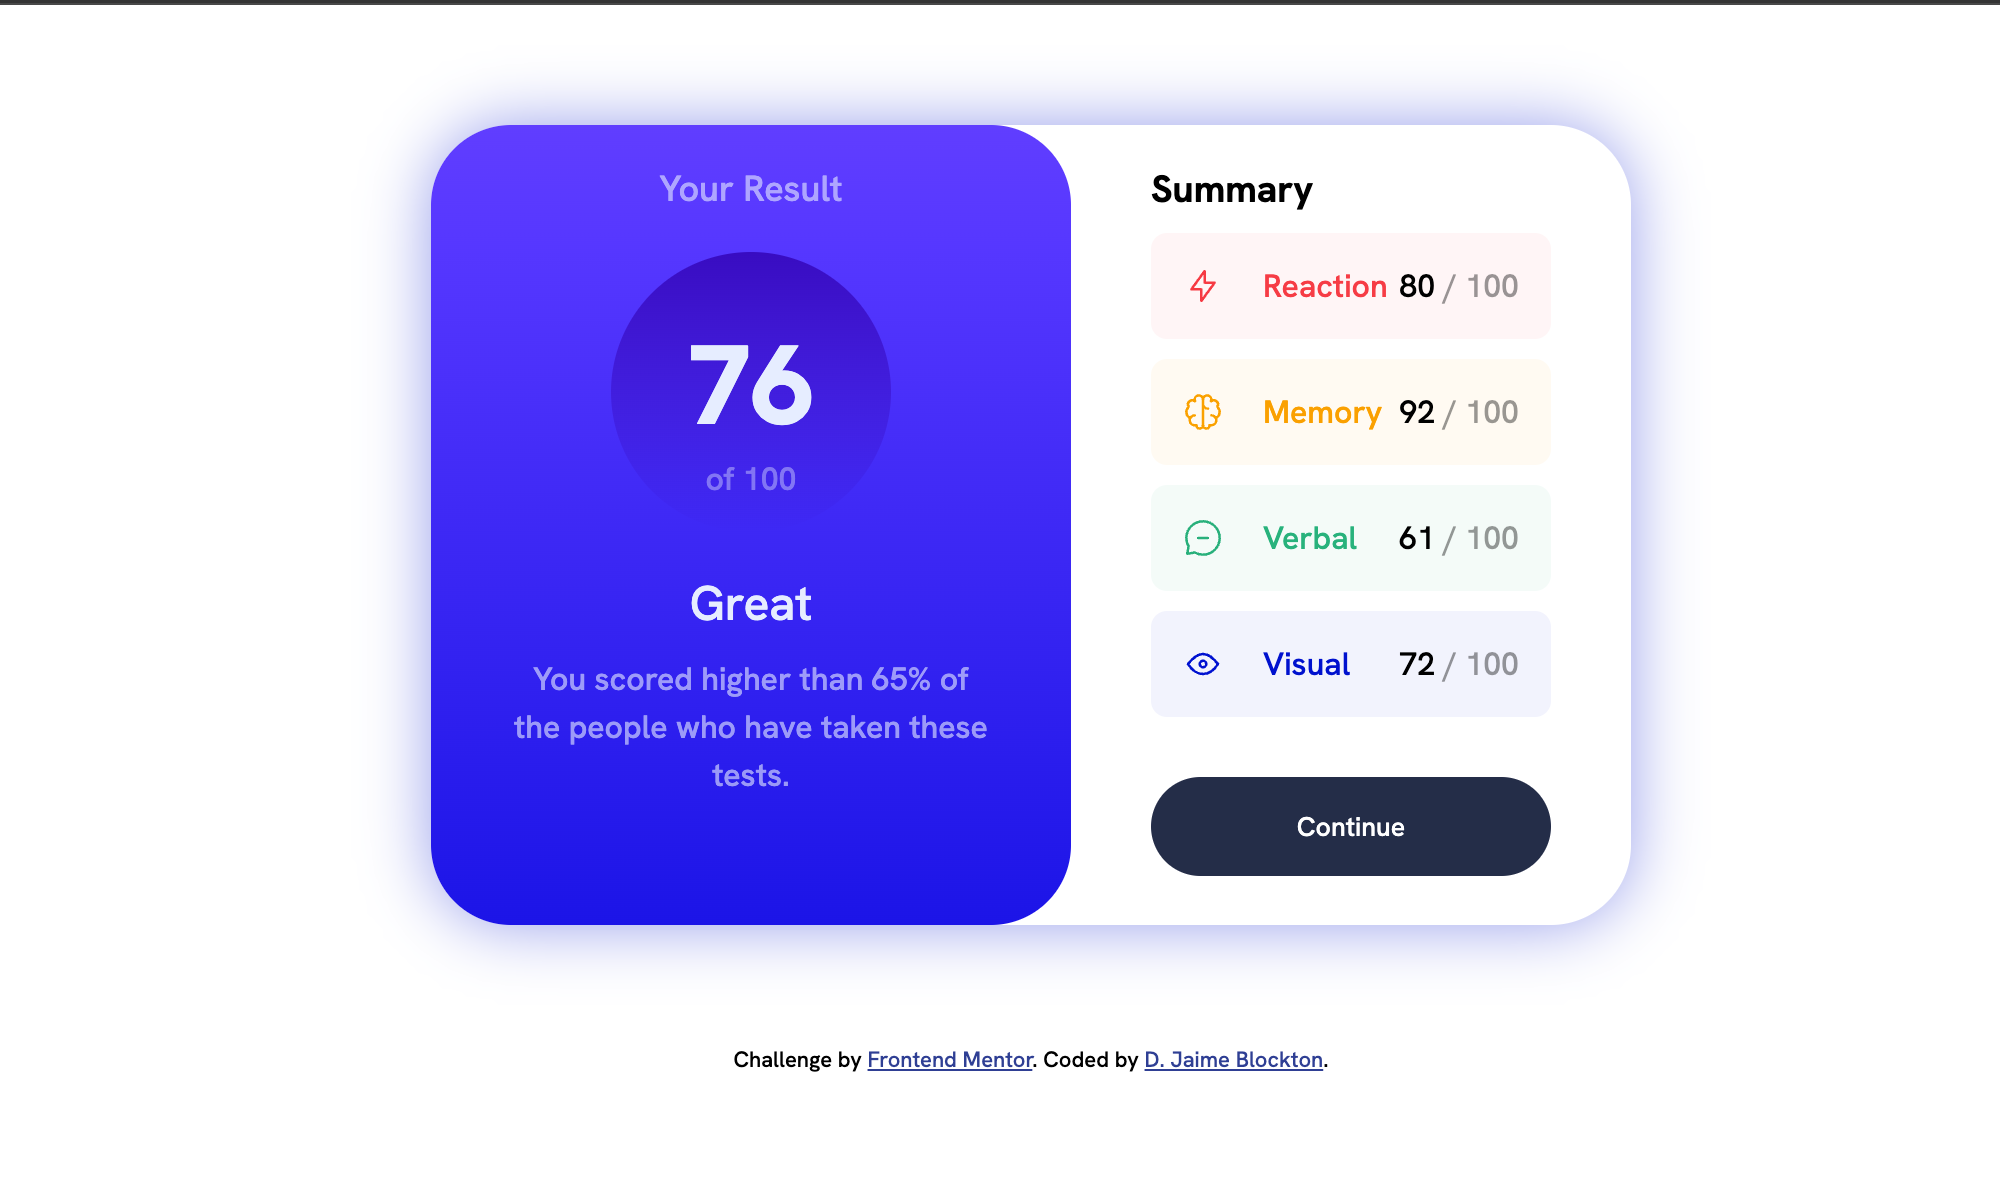 Your Result
76
of 100
Great
You scored higher than 65% of
the people who have taken these
tests.
Summary
Reaction 80 / 100
Memory 92 / 100
Verbal 61 / 100
Visual 72 / 100
Continue
Challenge by Frontend Mentor. Coded by D. Jaime Blockton.